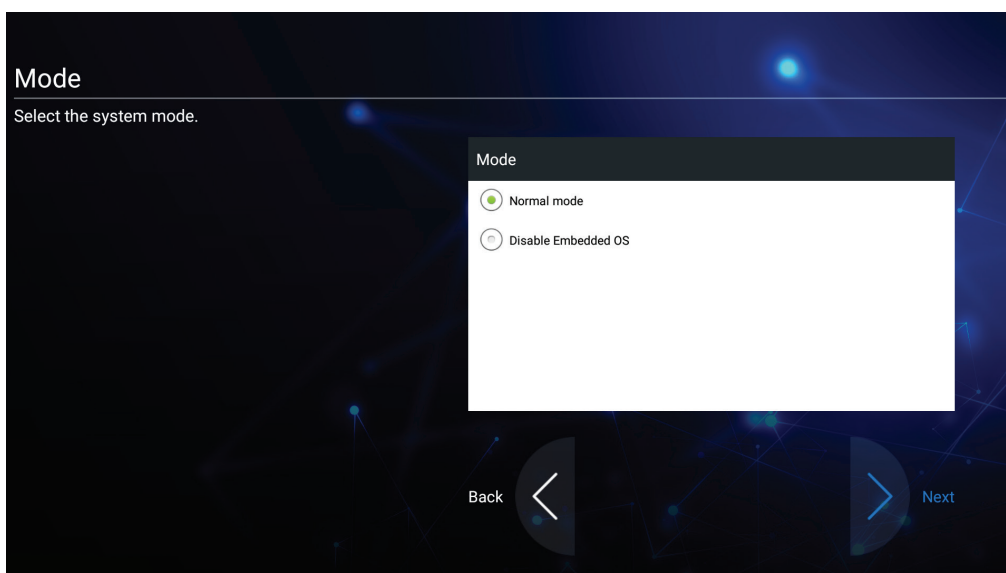 Mode
Select the system mode.
Mode
Normal mode
Disable Embedded OS
Back
Next